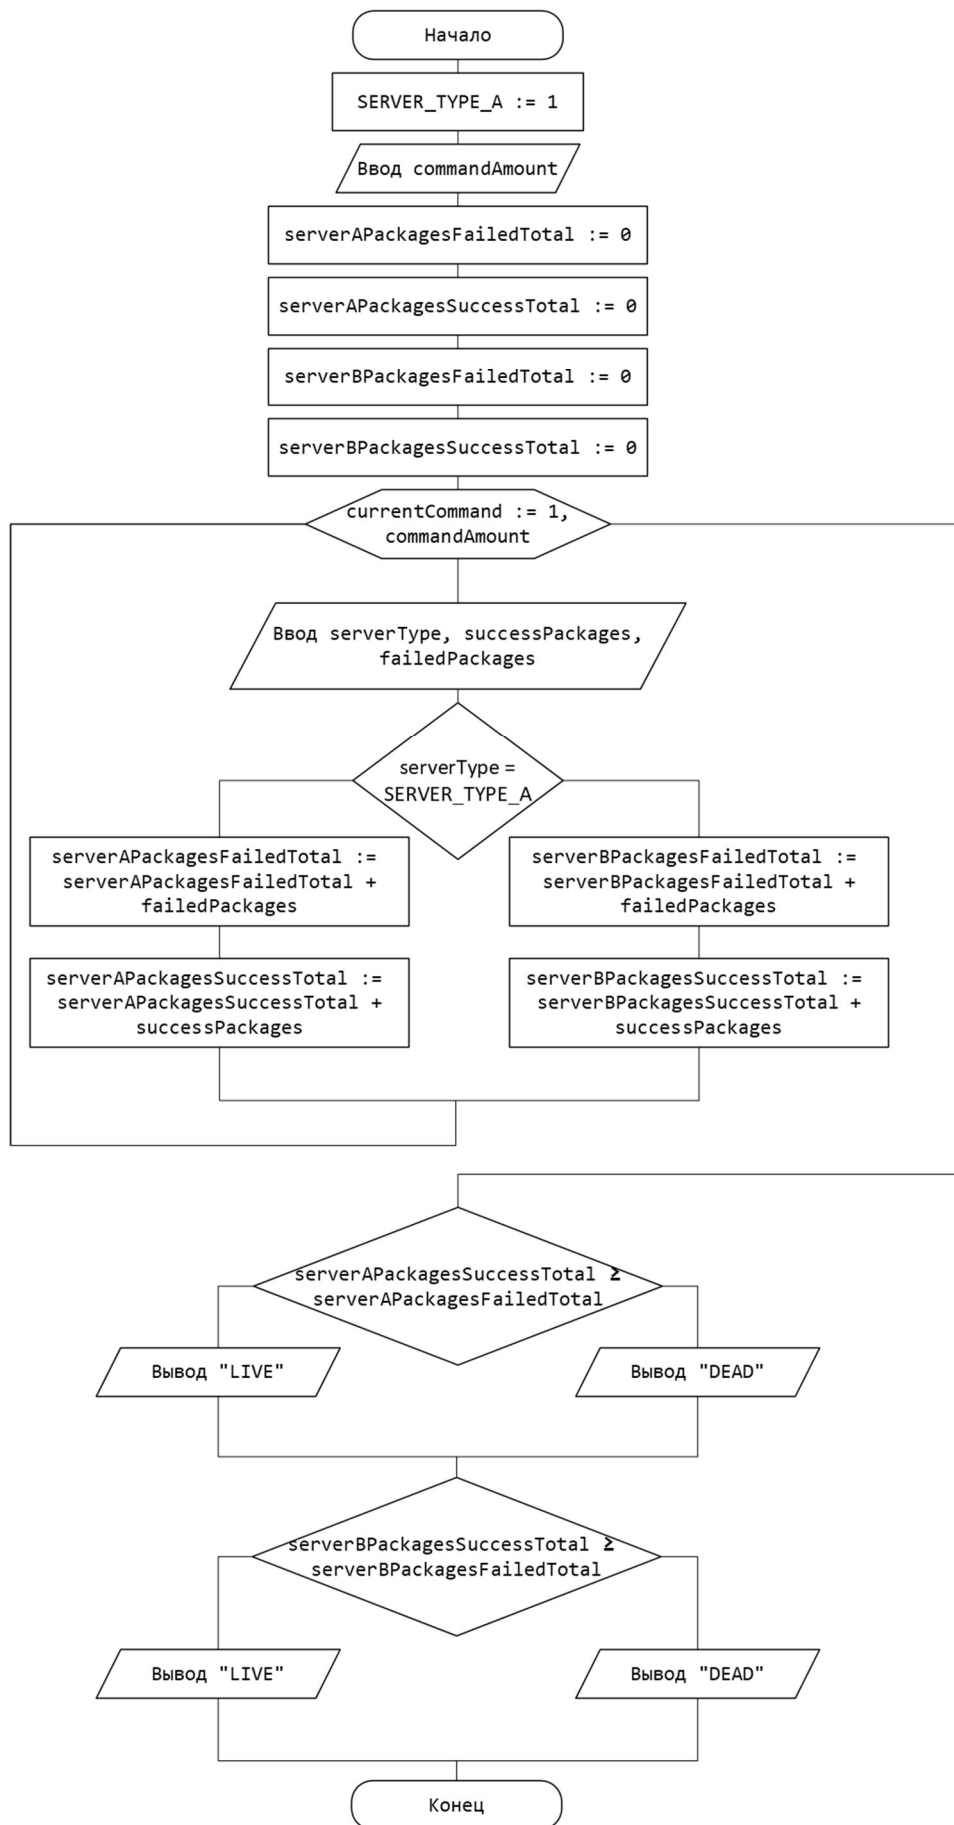 Начало
SERVER_TYPE_A := 1
Ввод commandAmount
serverAPackagesFailedTotal := 0
serverAPackagesSuccessTotal := 0
serverBPackagesFailedTotal := 0
serverBPackagesSuccessTotal := 0
currentCommand := 1,
commandAmount
Ввод serverType, successPackages,
failedPackages
serverType =
SERVER_TYPE_A
serverAPackagesFailedTotal :=
serverAPackagesFailedTotal +
failedPackages
serverBPackagesFailedTotal :=
serverBPackagesFailedTotal +
failedPackages
serverAPackagesSuccessTotal :=
serverAPackagesSuccessTotal +
successPackages
serverBPackagesSuccessTotal :=
serverBPackagesSuccessTotal +
successPackages
serverAPackagesSuccessTotal ≥
serverAPackagesFailedTotal
Вывод "LIVE"
Вывод "DEAD"
serverBPackagesSuccessTotal ≥
serverBPackagesFailedTotal
Вывод "LIVE"
Вывод "DEAD"
Конец